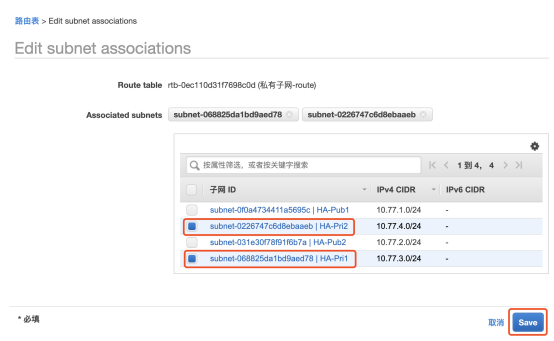 路由表 > Edit subnet associations
Edit subnet associations
Route table rtb-0ec110d31f7698c0d (私有子网-route)
Associated subnets subnet-068825da1bd9aed78 subnet-0226747c6d8ebaaeb
按属性筛选，或者按关键字搜索 1 到 4， 4
子网 ID IPv4 CIDR IPv6 CIDR
subnet-0f0a4734411a5695c | HA-Pub1 10.77.1.0/24 -
subnet-0226747c6d8ebaaeb | HA-Pri2 10.77.4.0/24 -
subnet-031e30f78f91f6b7a | HA-Pub2 10.77.2.0/24 -
subnet-068825da1bd9aed78 | HA-Pri1 10.77.3.0/24 -
* 必填 取消 Save